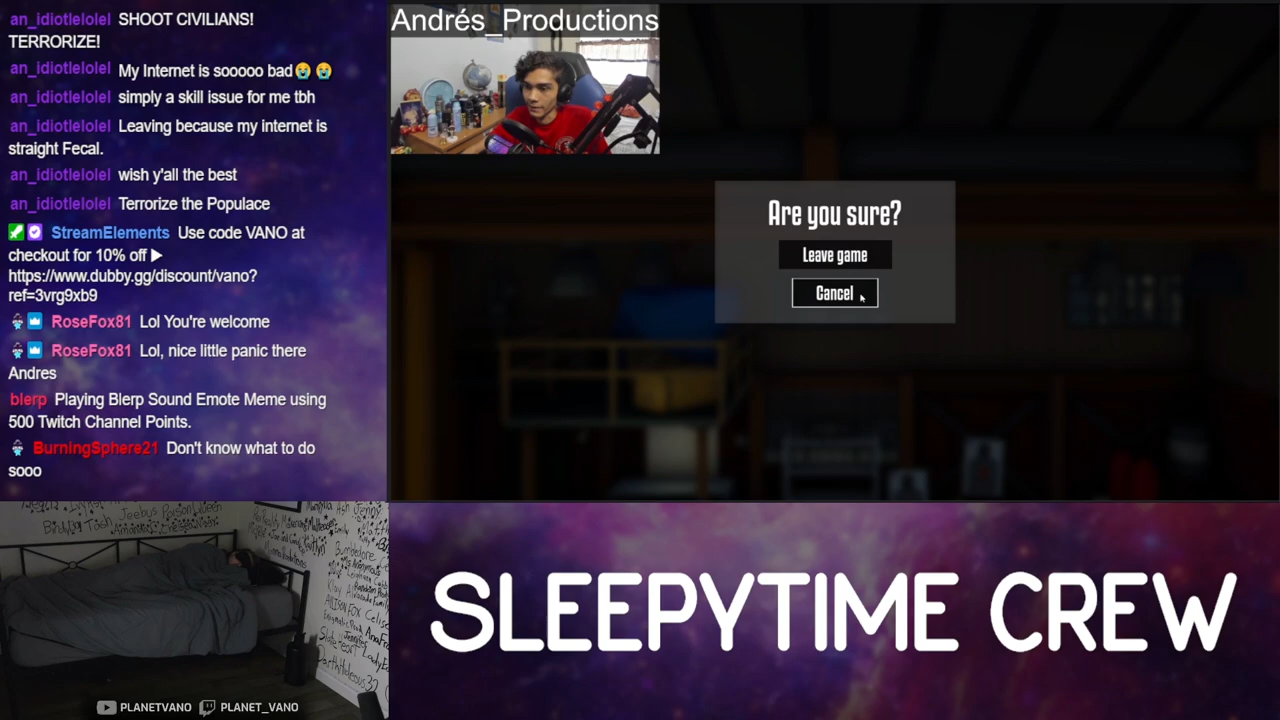 an_idiotlelolel SHOOT CIVILIANS!
TERRORIZE!
an_idiotlelolel My Internet is sooooo bad😭 😭
an_idiotlelolel simply a skill issue for me tbh
an_idiotlelolel Leaving because my internet is
straight Fecal.
an_idiotlelolel wish y'all the best
an_idiotlelolel Terrorize the Populace
StreamElements Use code VANO at
checkout for 10% off ▶
https://www.dubby.gg/discount/vano?
ref=3vrg9xb9
RoseFox81 Lol You're welcome
RoseFox81 Lol, nice little panic there
Andres
blerp Playing Blerp Sound Emote Meme using
500 Twitch Channel Points.
BurningSphere21 Don't know what to do
sooo
Andrés_Productions
Are you sure?
Leave game
Cancel
Jeebus Poison Queen
Bumbledore
PLANETVANO PLANET_VANO
SLEEPYTIME CREW